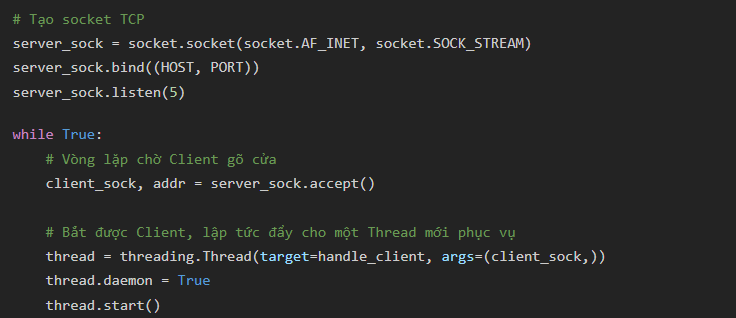 # Tạo socket TCP
server_sock = socket.socket(socket.AF_INET, socket.SOCK_STREAM)
server_sock.bind((HOST, PORT))
server_sock.listen(5)
while True:
    # Vòng lặp chờ Client gõ cửa
    client_sock, addr = server_sock.accept()
    # Bắt được Client, lập tức đẩy cho một Thread mới phục vụ
    thread = threading.Thread(target=handle_client, args=(client_sock,))
    thread.daemon = True
    thread.start()